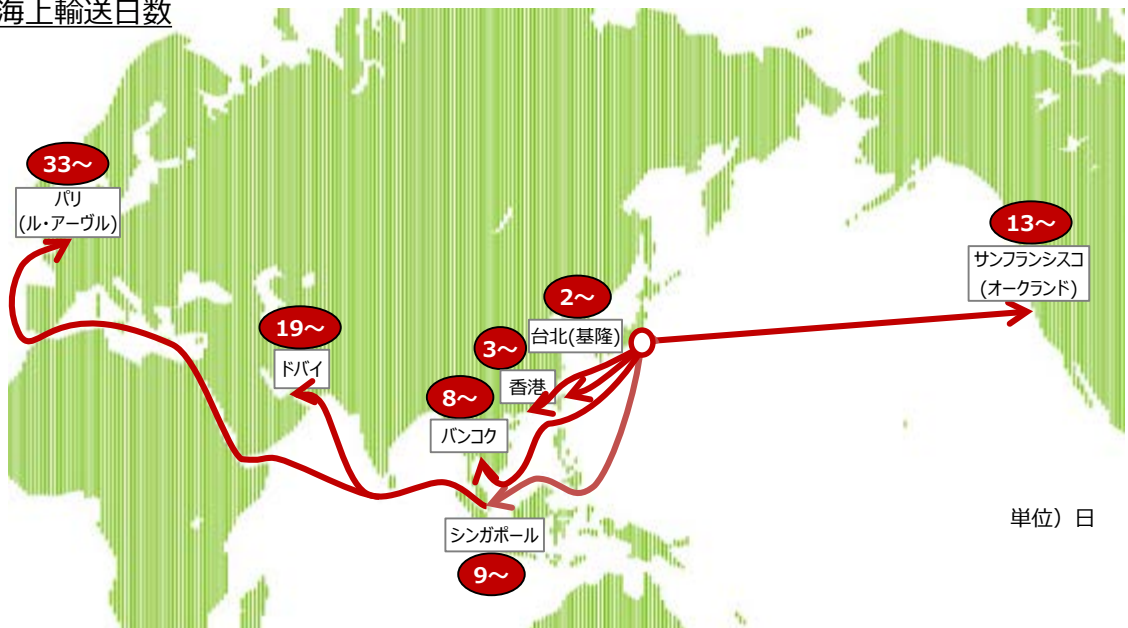 海上輸送日数
33～
パリ
(ル・アーヴル)
13～
サンフランシスコ
(オークランド)
2～
台北(基隆)
19～
ドバイ
3～
香港
8～
バンコク
シンガポール
9～
単位）日